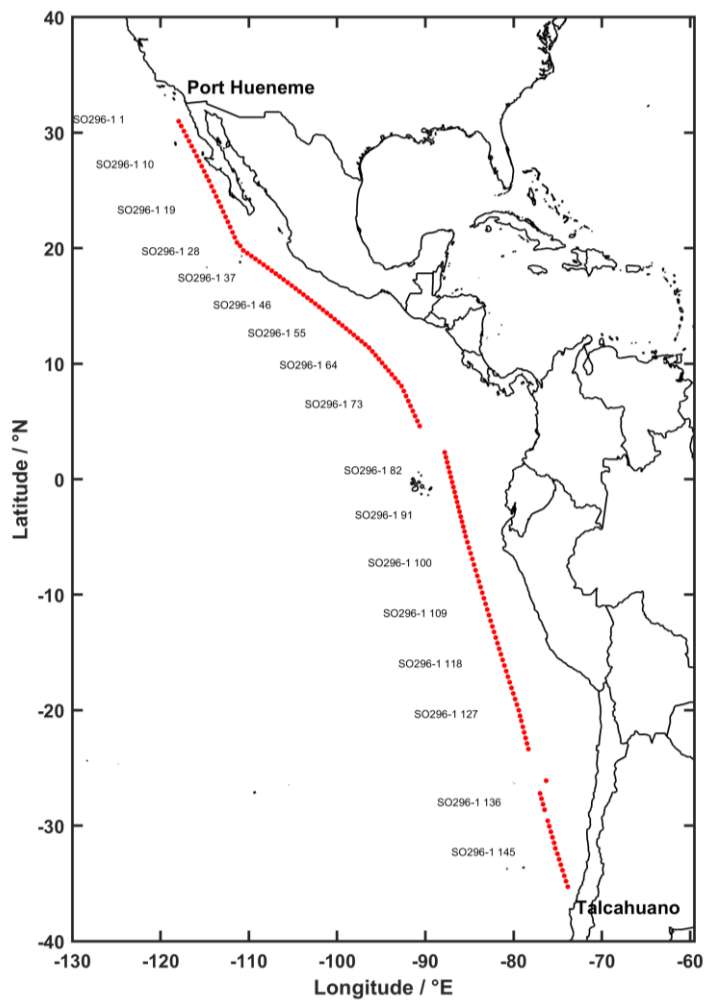 40
Port Hueneme
SO296-1 1
30
SO296-1 10
SO296-1 19
20
SO296-1 28
SO296-1 37
SO296-1 46
SO296-1 55
10
SO296-1 64
SO296-1 73
0
SO296-1 82
SO296-1 91
SO296-1 100
-10
SO296-1 109
SO296-1 118
-20
SO296-1 127
SO296-1 136
-30
SO296-1 145
Talcahuano
-40
Latitude / °N
-130 -120 -110 -100 -90 -80 -70 -60
Longitude / °E